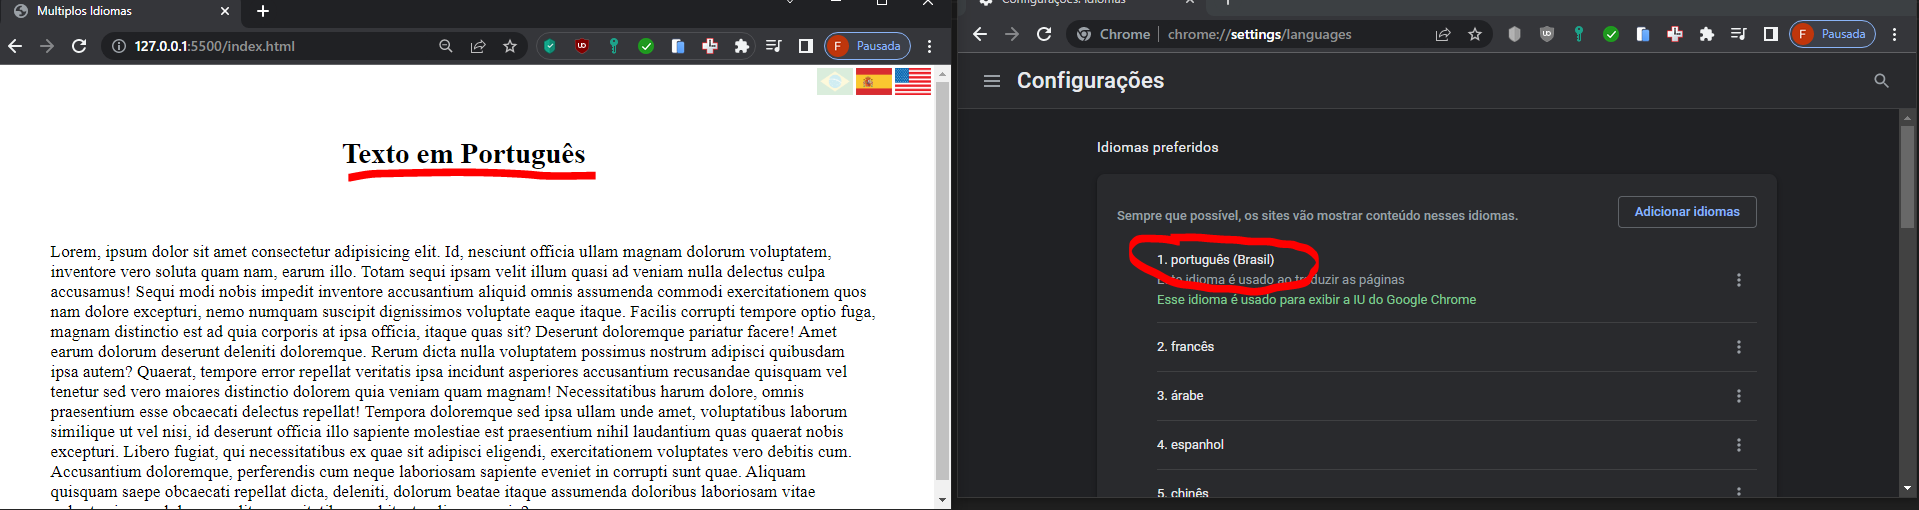 Multiplos Idiomas
127.0.0.1:5500/index.html
F Pausada
Texto em Português
Lorem, ipsum dolor sit amet consectetur adipisicing elit. Id, nesciunt officia ullam magnam dolorum voluptatem,
inventore vero soluta quam nam, earum illo. Totam sequi ipsam velit illum quasi ad veniam nulla delectus culpa
accusamus! Sequi modi nobis impedit inventore accusantium aliquid omnis assumenda commodi exercitationem quos
nam dolore excepturi, nemo numquam suscipit dignissimos voluptate eaque itaque. Facilis corrupti tempore optio fuga,
magnam distinctio est ad quia corporis at ipsa officia, itaque quas sit? Deserunt doloremque pariatur facere! Amet
earum dolorum deserunt deleniti doloremque. Rerum dicta nulla voluptatem possimus nostrum adipisci quibusdam
ipsa autem? Quaerat, tempore error repellat veritatis ipsa incidunt asperiores accusantium recusandae quisquam vel
tenetur sed vero maiores distinctio dolorem quia veniam quam magnam! Necessitatibus harum dolore, omnis
praesentium esse obcaecati delectus repellat! Tempora doloremque sed ipsa ullam unde amet, voluptatibus laborum
similique ut vel nisi, id deserunt officia illo sapiente molestiae est praesentium nihil laudantium quas quaerat nobis
excepturi. Libero fugiat, qui necessitatibus ex quae sit adipisci eligendi, exercitationem voluptates vero debitis cum.
Accusantium doloremque, perferendis cum neque laboriosam sapiente eveniet in corrupti sunt quae. Aliquam
quisquam saepe obcaecati repellat dicta, deleniti, dolorum beatae itaque assumenda doloribus laboriosam vitae
Configurações: Idiomas
Chrome chrome://settings/languages
F Pausada
Configurações
Idiomas preferidos
Sempre que possível, os sites vão mostrar conteúdo nesses idiomas.
Adicionar idiomas
1. português (Brasil)
Este idioma é usado ao traduzir as páginas
Esse idioma é usado para exibir a IU do Google Chrome
2. francês
3. árabe
4. espanhol
5. chinês